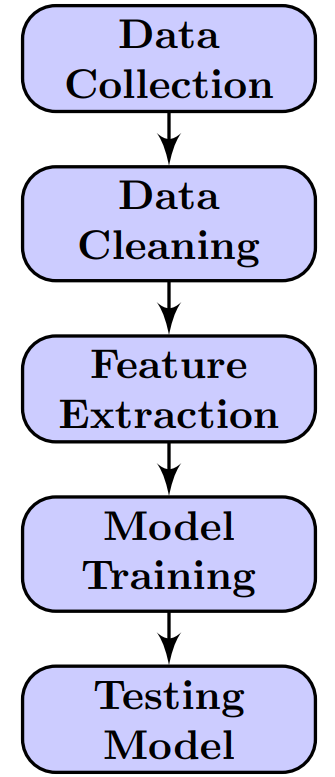 Data
Collection
Data
Cleaning
Feature
Extraction
Model
Training
Testing
Model